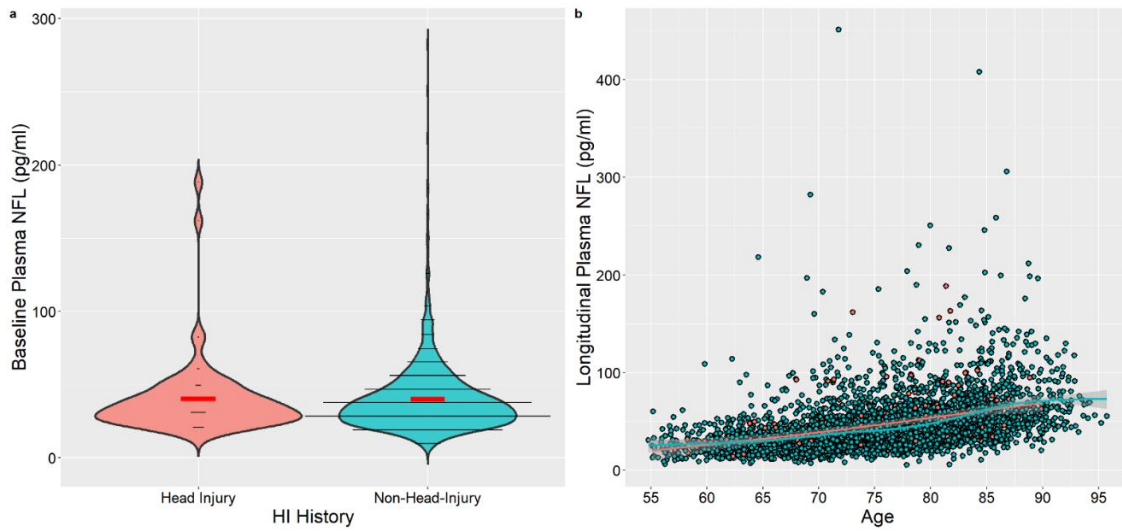 a
Baseline Plasma NFL (pg/ml)
300
200
100
0
Head Injury
Non-Head-Injury
HI History
b
Longitudinal Plasma NFL (pg/ml)
400
300
200
100
0
55 60 65 70 75 80 85 90 95
Age